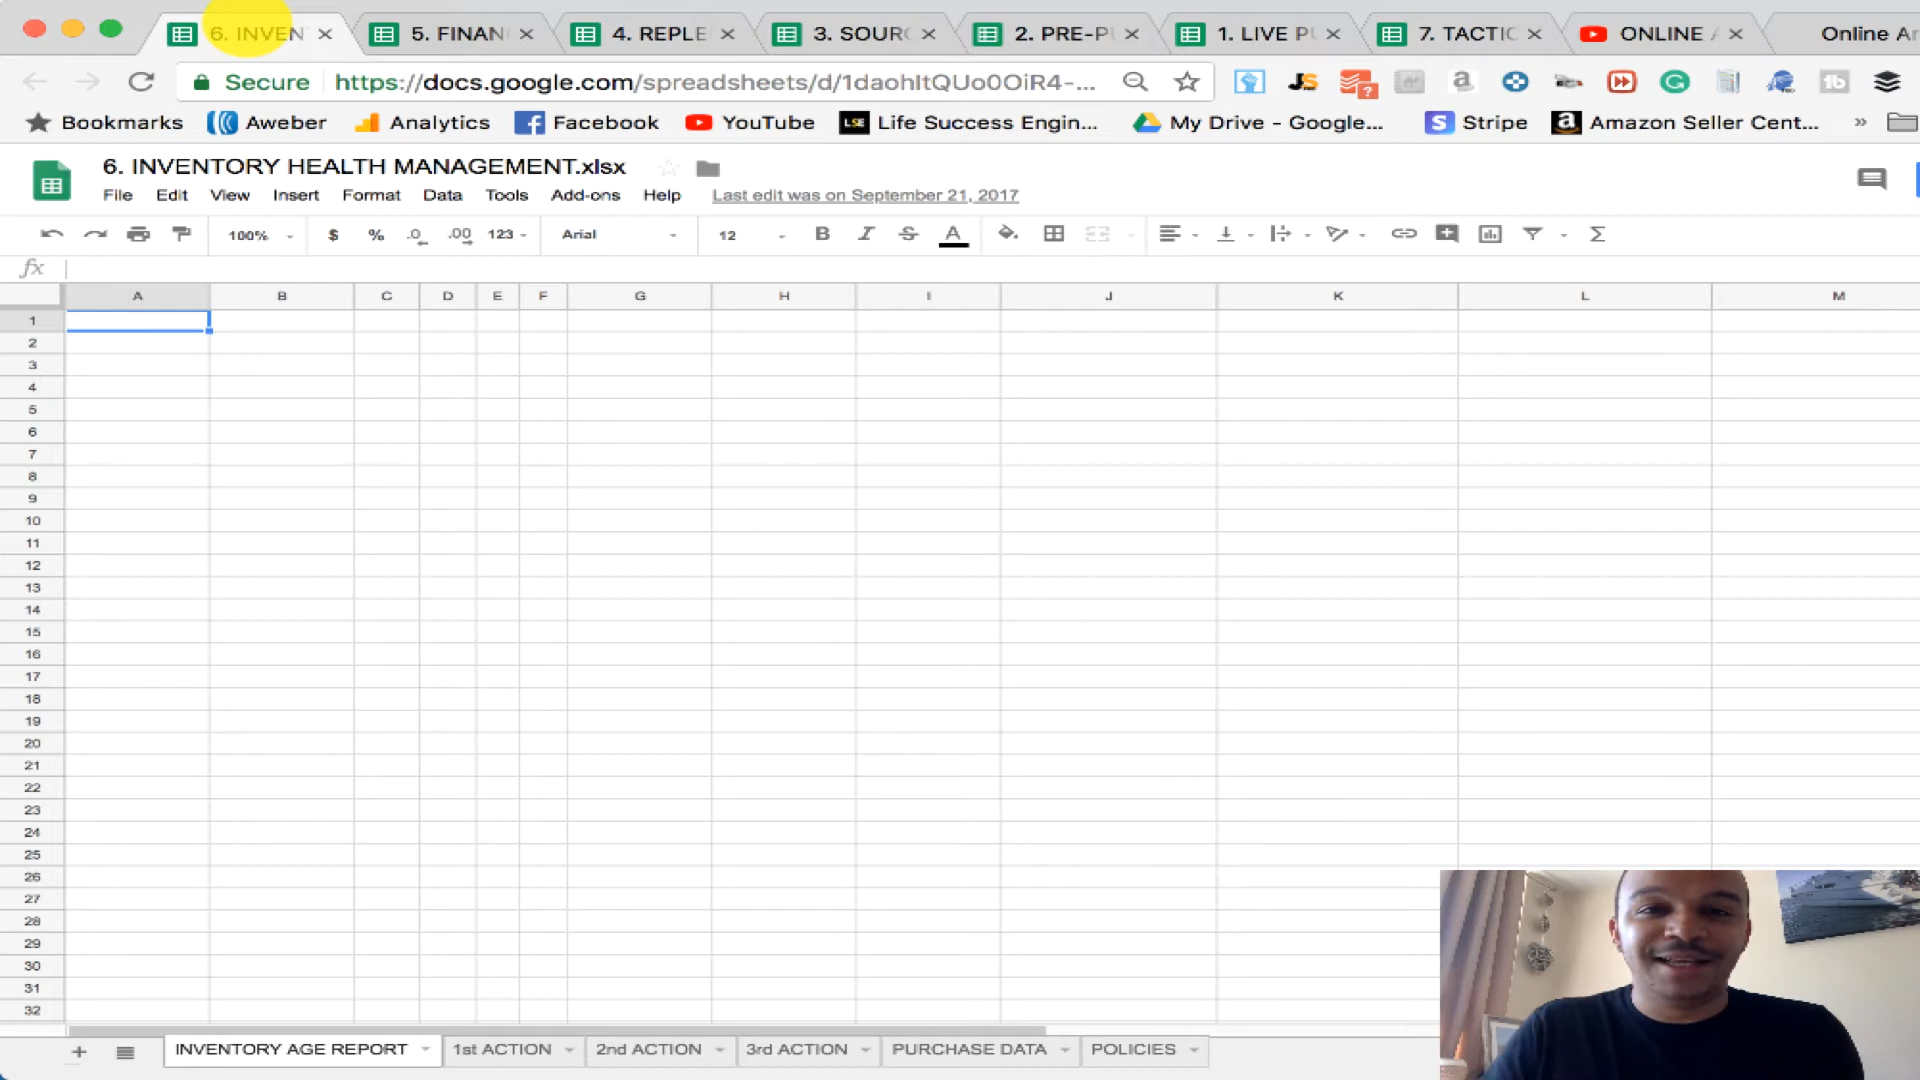 6. INVEN
5. FINAN
4. REPLE
3. SOUR
2. PRE-P
1. LIVE P
7. TACTIC
ONLINE
Online Ar
Secure
https://docs.google.com/spreadsheets/d/1daohItQUo0OiR4-...
Bookmarks
Aweber
Analytics
Facebook
YouTube
LSE
Life Success Engin...
My Drive - Google...
S
Stripe
a
Amazon Seller Cent...
»
6. INVENTORY HEALTH MANAGEMENT.xlsx
File Edit View Insert Format Data Tools Add-ons Help Last edit was on September 21, 2017
100% $ % .0 .00 123 Arial 12 B I S A Σ
fx
A B C D E F G H I J K L M
1
2
3
4
5
6
7
8
9
10
11
12
13
14
15
16
17
18
19
20
21
22
23
24
25
26
27
28
29
30
31
32
INVENTORY AGE REPORT 1st ACTION 2nd ACTION 3rd ACTION PURCHASE DATA POLICIES